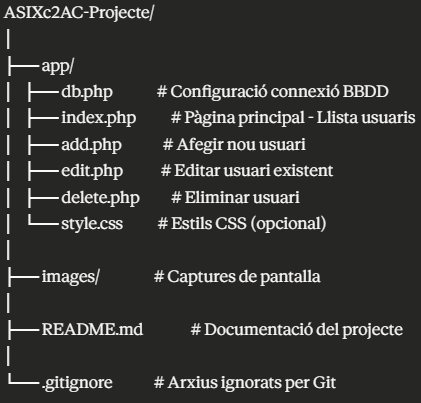 ASIXc2AC-Projecte/
│
├── app/
│ ├── db.php # Configuració connexió BBDD
│ ├── index.php # Pàgina principal - Llista usuaris
│ ├── add.php # Afegir nou usuari
│ ├── edit.php # Editar usuari existent
│ ├── delete.php # Eliminar usuari
│ └── style.css # Estils CSS (opcional)
│
├── images/ # Captures de pantalla
│
├── README.md # Documentació del projecte
│
└── .gitignore # Arxius ignorats per Git